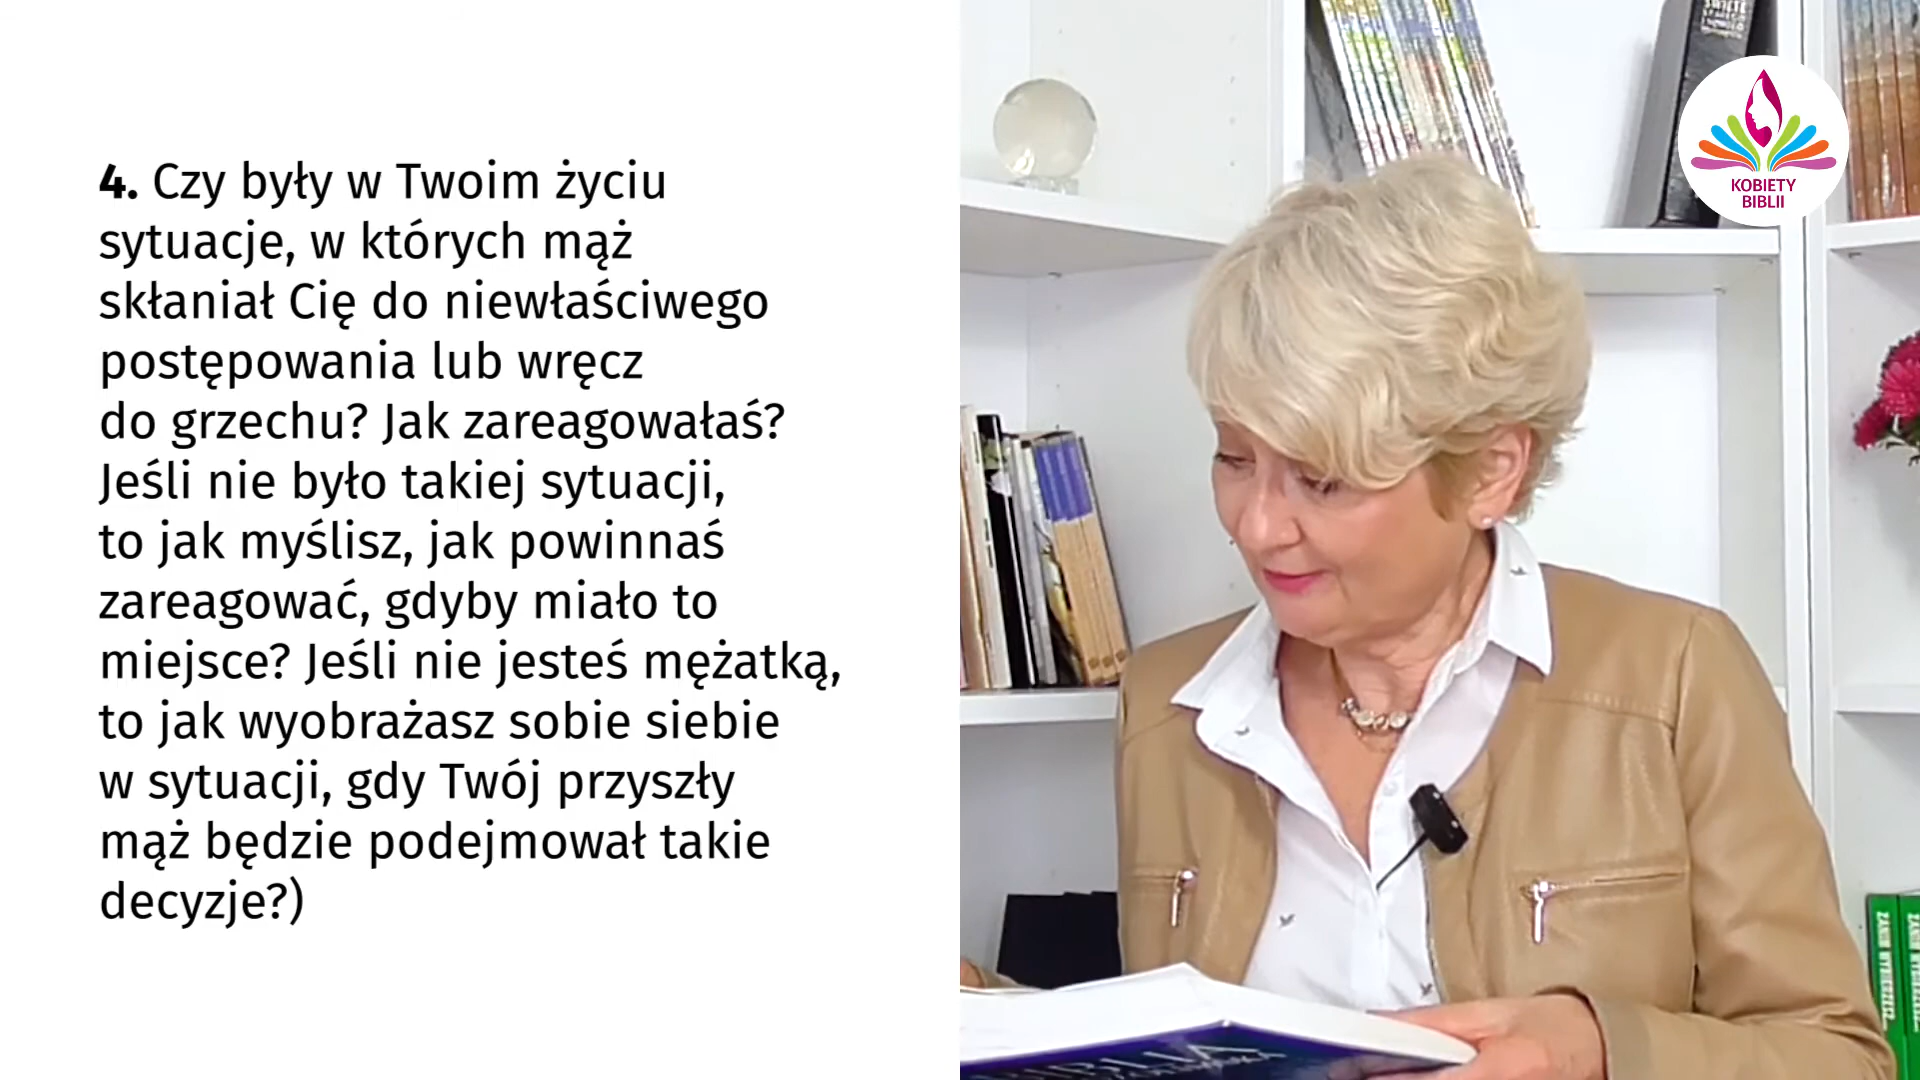 4. Czy były w Twoim życiu
sytuacje, w których mąż
skłaniał Cię do niewłaściwego
postępowania lub wręcz
do grzechu? Jak zareagowałaś?
Jeśli nie było takiej sytuacji,
to jak myślisz, jak powinnaś
zareagować, gdyby miało to
miejsce? Jeśli nie jesteś mężatką,
to jak wyobrażasz sobie siebie
w sytuacji, gdy Twój przyszły
mąż będzie podejmował takie
decyzje?)
KOBIETY
BIBLII
ZANIM WYBIERZESZ...